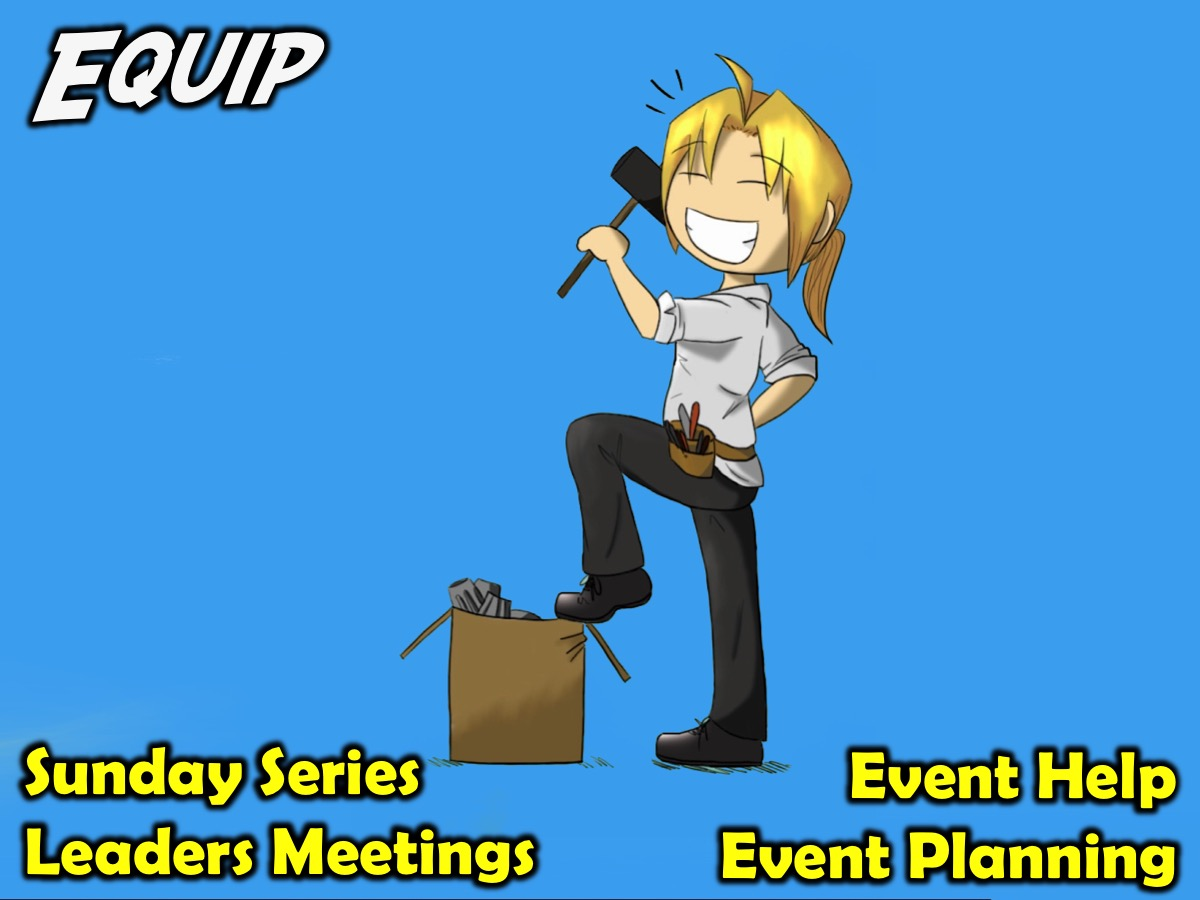 Equip
Sunday Series
Leaders Meetings
Event Help
Event Planning